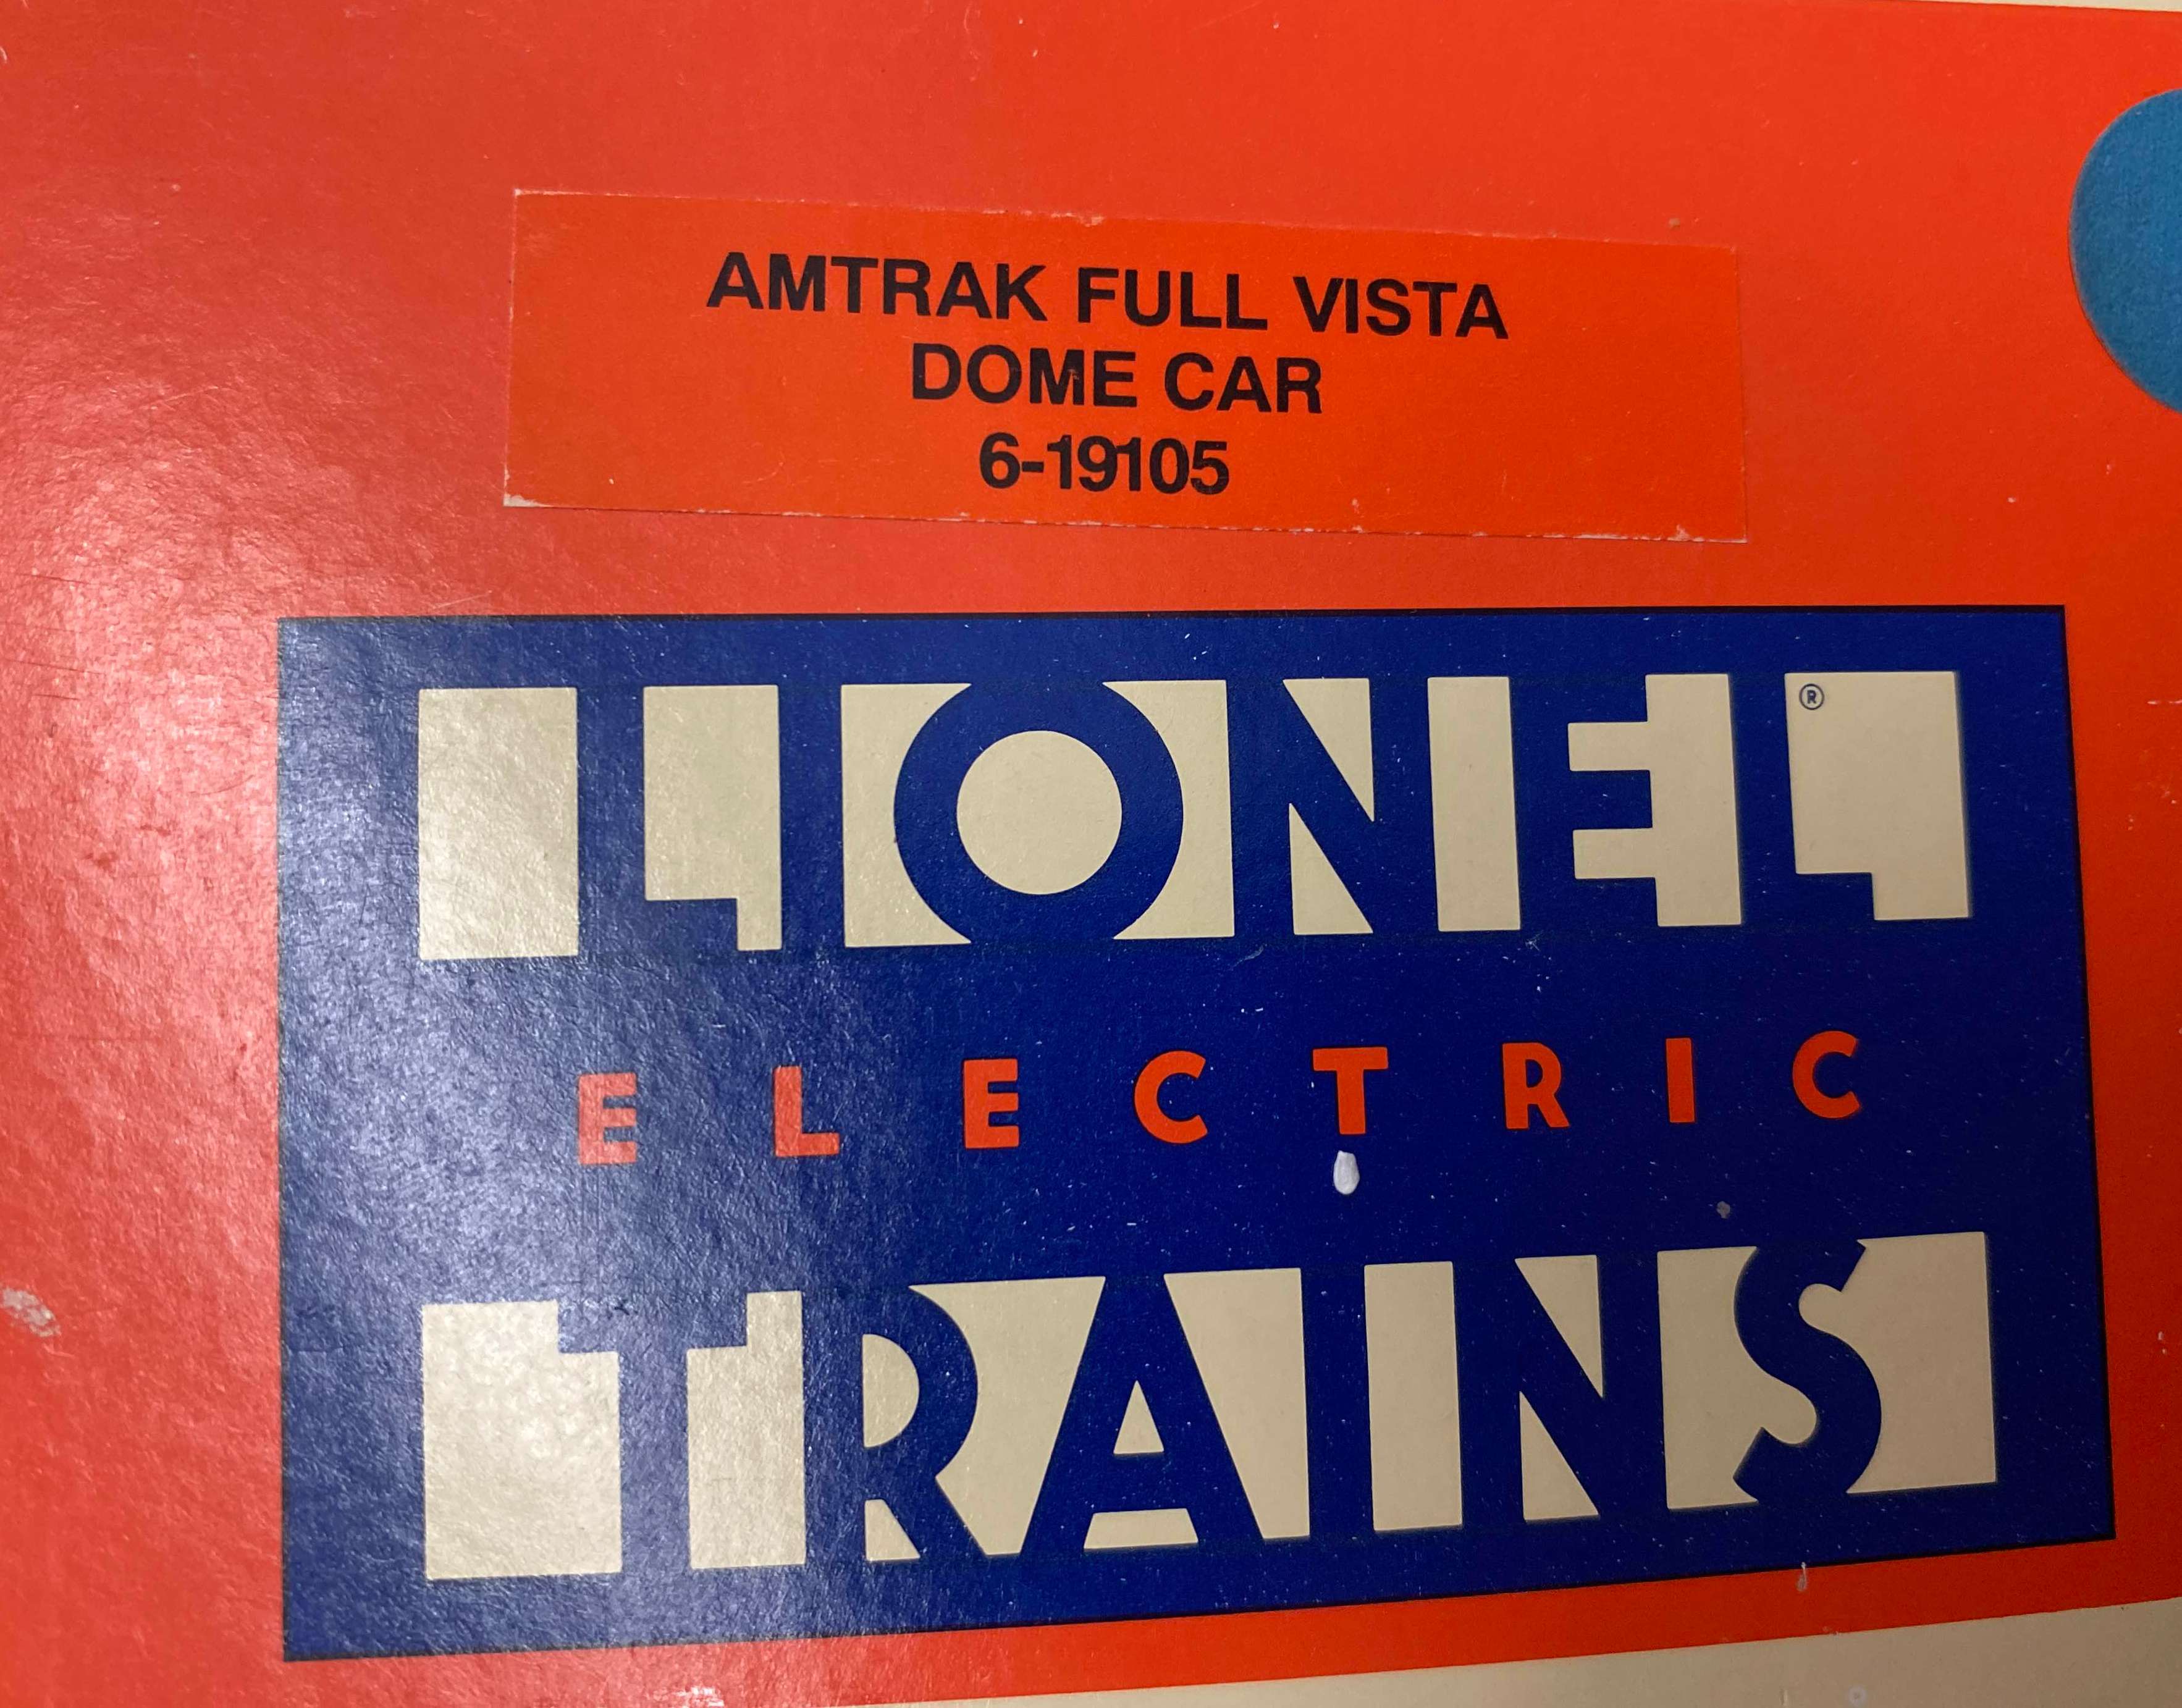 AMTRAK FULL VISTA
DOME CAR
6-19105
LIONEL®
ELECTRIC
TRAINS